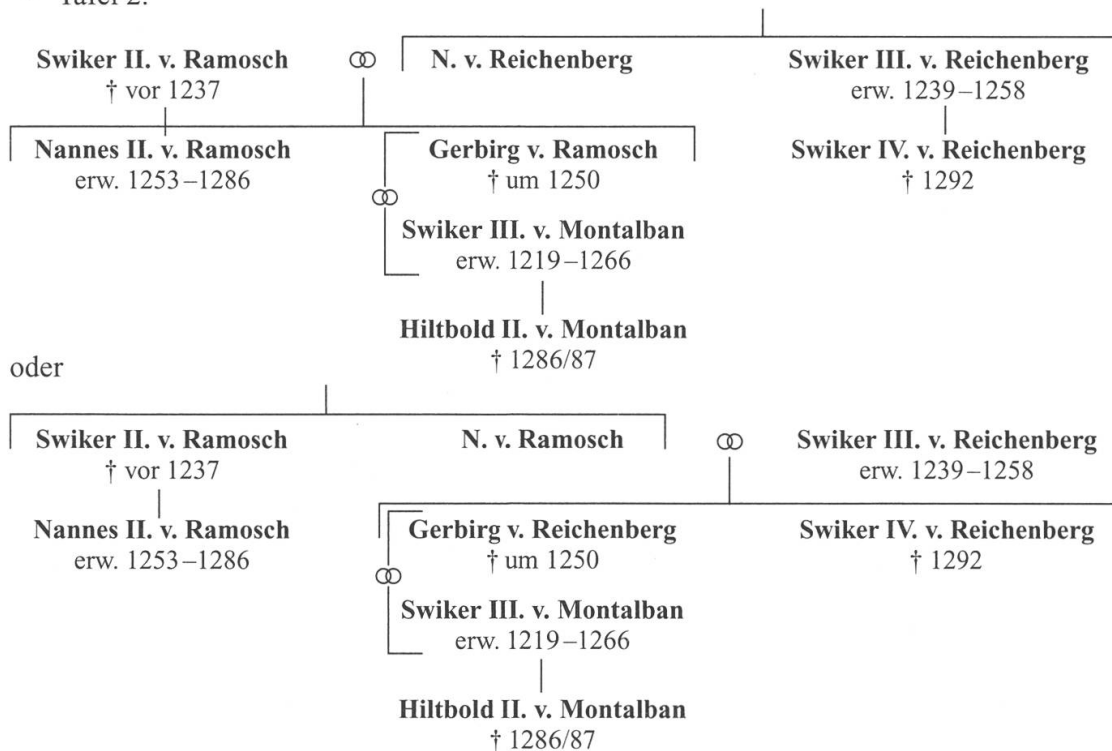 Tafel 2:
Swiker II. v. Ramosch N. v. Reichenberg Swiker III. v. Reichenberg
† vor 1237 erw. 1239–1258
Nannes II. v. Ramosch Gerbirg v. Ramosch Swiker IV. v. Reichenberg
erw. 1253–1286 † um 1250 † 1292
Swiker III. v. Montalban
erw. 1219–1266
Hiltbold II. v. Montalban
† 1286/87
oder
Swiker II. v. Ramosch N. v. Ramosch Swiker III. v. Reichenberg
† vor 1237 erw. 1239–1258
Nannes II. v. Ramosch Gerbirg v. Reichenberg Swiker IV. v. Reichenberg
erw. 1253–1286 † um 1250 † 1292
Swiker III. v. Montalban
erw. 1219–1266
Hiltbold II. v. Montalban
† 1286/87